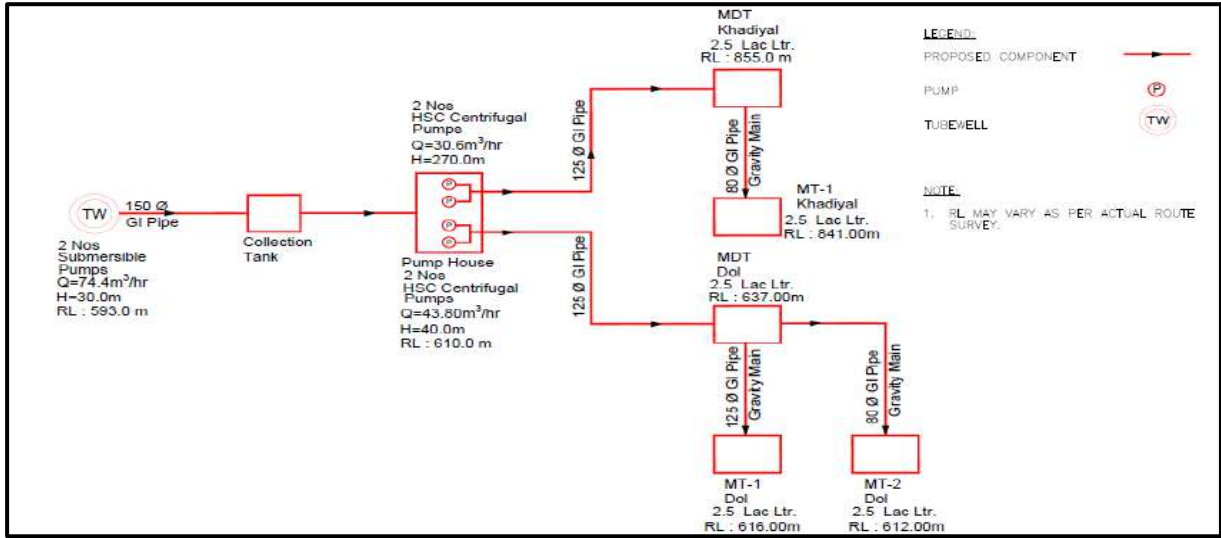 TW
150 Ø
GI Pipe
2 Nos
Submersible
Pumps
Q=74.4m³/hr
H=30.0m
RL : 593.0 m
Collection
Tank
2 Nos
HSC Centrifugal
Pumps
Q=30.6m³/hr
H=270.0m
P
P
P
P
Pump House
2 Nos
HSC Centrifugal
Pumps
Q=43.80m³/hr
H=40.0m
RL : 610.0 m
125 Ø GI Pipe
125 Ø GI Pipe
MDT
Khadiyal
2.5 Lac Ltr.
RL : 855.0 m
80 Ø GI Pipe
Gravity Main
MT-1
Khadiyal
2.5 Lac Ltr.
RL : 841.00m
MDT
Dol
2.5 Lac Ltr.
RL : 637.00m
125 Ø GI Pipe
Gravity Main
80 Ø GI Pipe
Gravity Main
MT-1
Dol
2.5 Lac Ltr.
RL : 616.00m
MT-2
Dol
2.5 Lac Ltr.
RL : 612.00m
LEGEND:
PROPOSED COMPONENT
PUMP
P
TUBEWELL
TW
NOTE:
1. RL MAY VARY AS PER ACTUAL ROUTE
SURVEY.